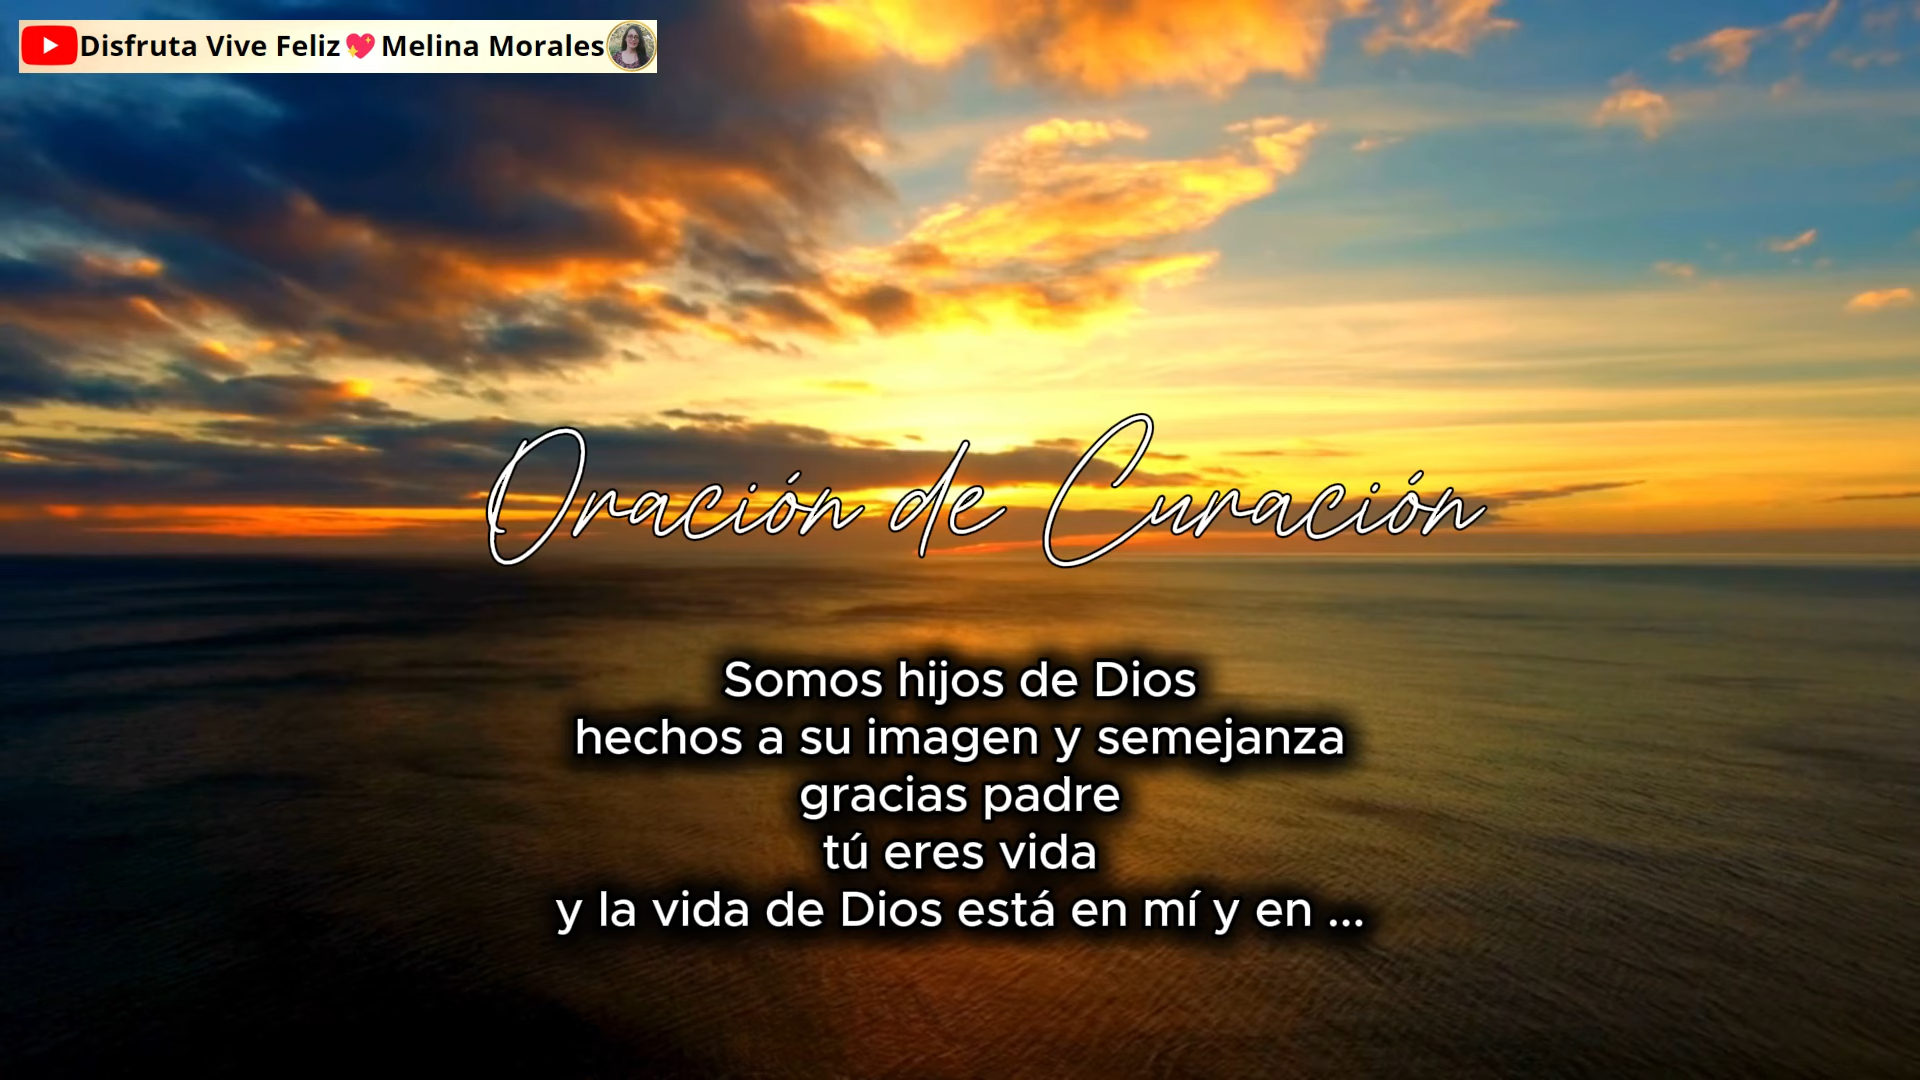 Disfruta Vive Feliz💖Melina Morales
Oración de Curación
Somos hijos de Dios
hechos a su imagen y semejanza
gracias padre
tú eres vida
y la vida de Dios está en mí y en ...